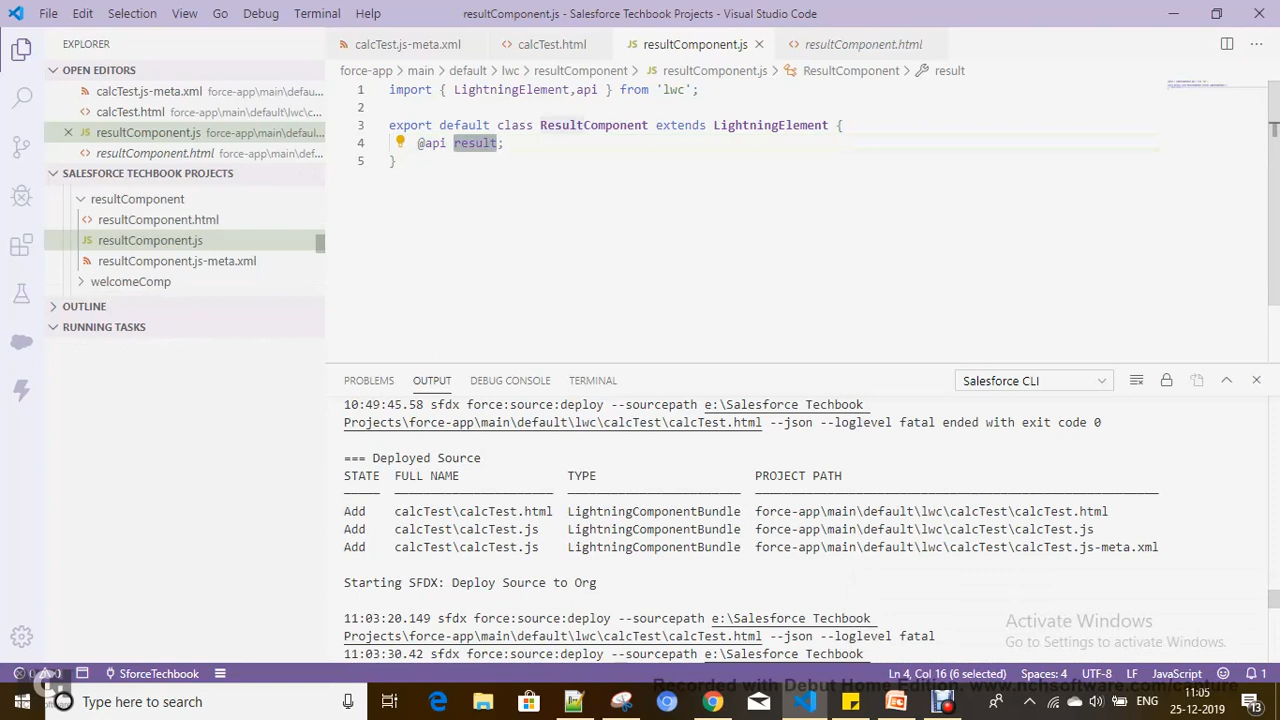 File Edit Selection View Go Debug Terminal Help resultComponent.js - Salesforce Techbook Projects - Visual Studio Code
EXPLORER
calcTest.js-meta.xml
calcTest.html
resultComponent.js
resultComponent.html
OPEN EDITORS
calcTest.js-meta.xml force-app\main\defau...
calcTest.html force-app\main\default\lwc\c...
resultComponent.js force-app\main\default...
resultComponent.html force-app\main\def...
SALESFORCE TECHBOOK PROJECTS
resultComponent
resultComponent.html
resultComponent.js
resultComponent.js-meta.xml
welcomeComp
OUTLINE
RUNNING TASKS
force-app > main > default > lwc > resultComponent > JS resultComponent.js > ResultComponent > result
1 import { LightningElement,api } from 'lwc';
2
3 export default class ResultComponent extends LightningElement {
4 @api result;
5 }
PROBLEMS OUTPUT DEBUG CONSOLE TERMINAL Salesforce CLI
10:49:45.58 sfdx force:source:deploy --sourcepath e:\Salesforce Techbook
Projects\force-app\main\default\lwc\calcTest\calcTest.html --json --loglevel fatal ended with exit code 0
=== Deployed Source
STATE FULL NAME TYPE PROJECT PATH
Add calcTest\calcTest.html LightningComponentBundle force-app\main\default\lwc\calcTest\calcTest.html
Add calcTest\calcTest.js LightningComponentBundle force-app\main\default\lwc\calcTest\calcTest.js
Add calcTest\calcTest.js LightningComponentBundle force-app\main\default\lwc\calcTest\calcTest.js-meta.xml
Starting SFDX: Deploy Source to Org
11:03:20.149 sfdx force:source:deploy --sourcepath e:\Salesforce Techbook
Projects\force-app\main\default\lwc\calcTest\calcTest.html --json --loglevel fatal
11:03:30.42 sfdx force:source:deploy --sourcepath e:\Salesforce Techbook
Activate Windows
Go to Settings to activate Windows.
SforceTechbook Ln 4, Col 16 (6 selected) Spaces: 4 UTF-8 LF JavaScript 1
Recorded with Debut Home Edition. www.nchsoftware.com/capture
Type here to search
ENG
11:05
25-12-2019
13